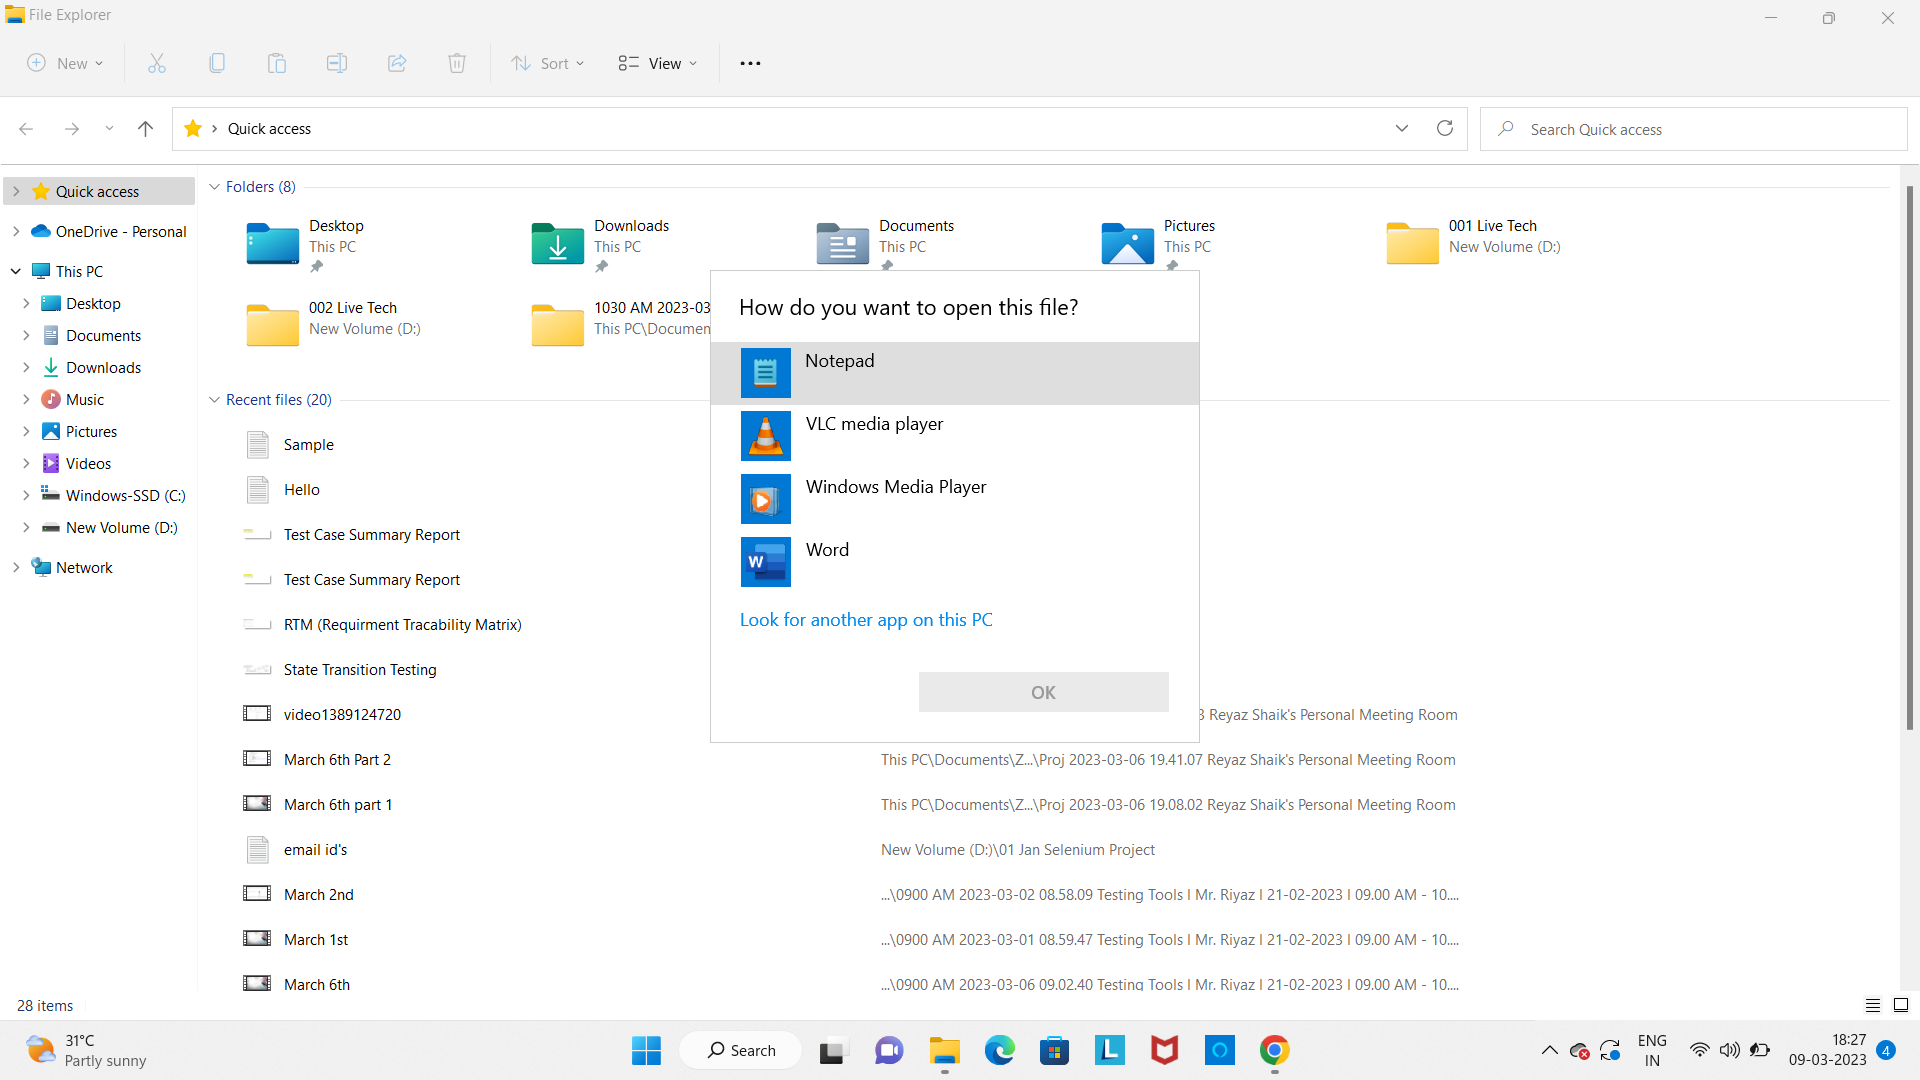 File Explorer
New
Sort
View
Quick access
Search Quick access
Quick access
OneDrive - Personal
This PC
Desktop
Documents
Downloads
Music
Pictures
Videos
Windows-SSD (C:)
New Volume (D:)
Network
Folders (8)
Desktop
This PC
Downloads
This PC
Documents
This PC
Pictures
This PC
001 Live Tech
New Volume (D:)
002 Live Tech
New Volume (D:)
1030 AM 2023-03
This PC\Documen
Recent files (20)
Sample
Hello
Test Case Summary Report
Test Case Summary Report
RTM (Requirment Tracability Matrix)
State Transition Testing
video1389124720
3 Reyaz Shaik's Personal Meeting Room
March 6th Part 2
This PC\Documents\Z...\Proj 2023-03-06 19.41.07 Reyaz Shaik's Personal Meeting Room
March 6th part 1
This PC\Documents\Z...\Proj 2023-03-06 19.08.02 Reyaz Shaik's Personal Meeting Room
email id's
New Volume (D:)\01 Jan Selenium Project
March 2nd
...\0900 AM 2023-03-02 08.58.09 Testing Tools I Mr. Riyaz I 21-02-2023 I 09.00 AM - 10....
March 1st
...\0900 AM 2023-03-01 08.59.47 Testing Tools I Mr. Riyaz I 21-02-2023 I 09.00 AM - 10....
March 6th
...\0900 AM 2023-03-06 09.02.40 Testing Tools I Mr. Riyaz I 21-02-2023 I 09.00 AM - 10....
How do you want to open this file?
Notepad
VLC media player
Windows Media Player
W
Word
Look for another app on this PC
OK
28 items
31°C
Partly sunny
Search
L
ENG
IN
18:27
09-03-2023
4